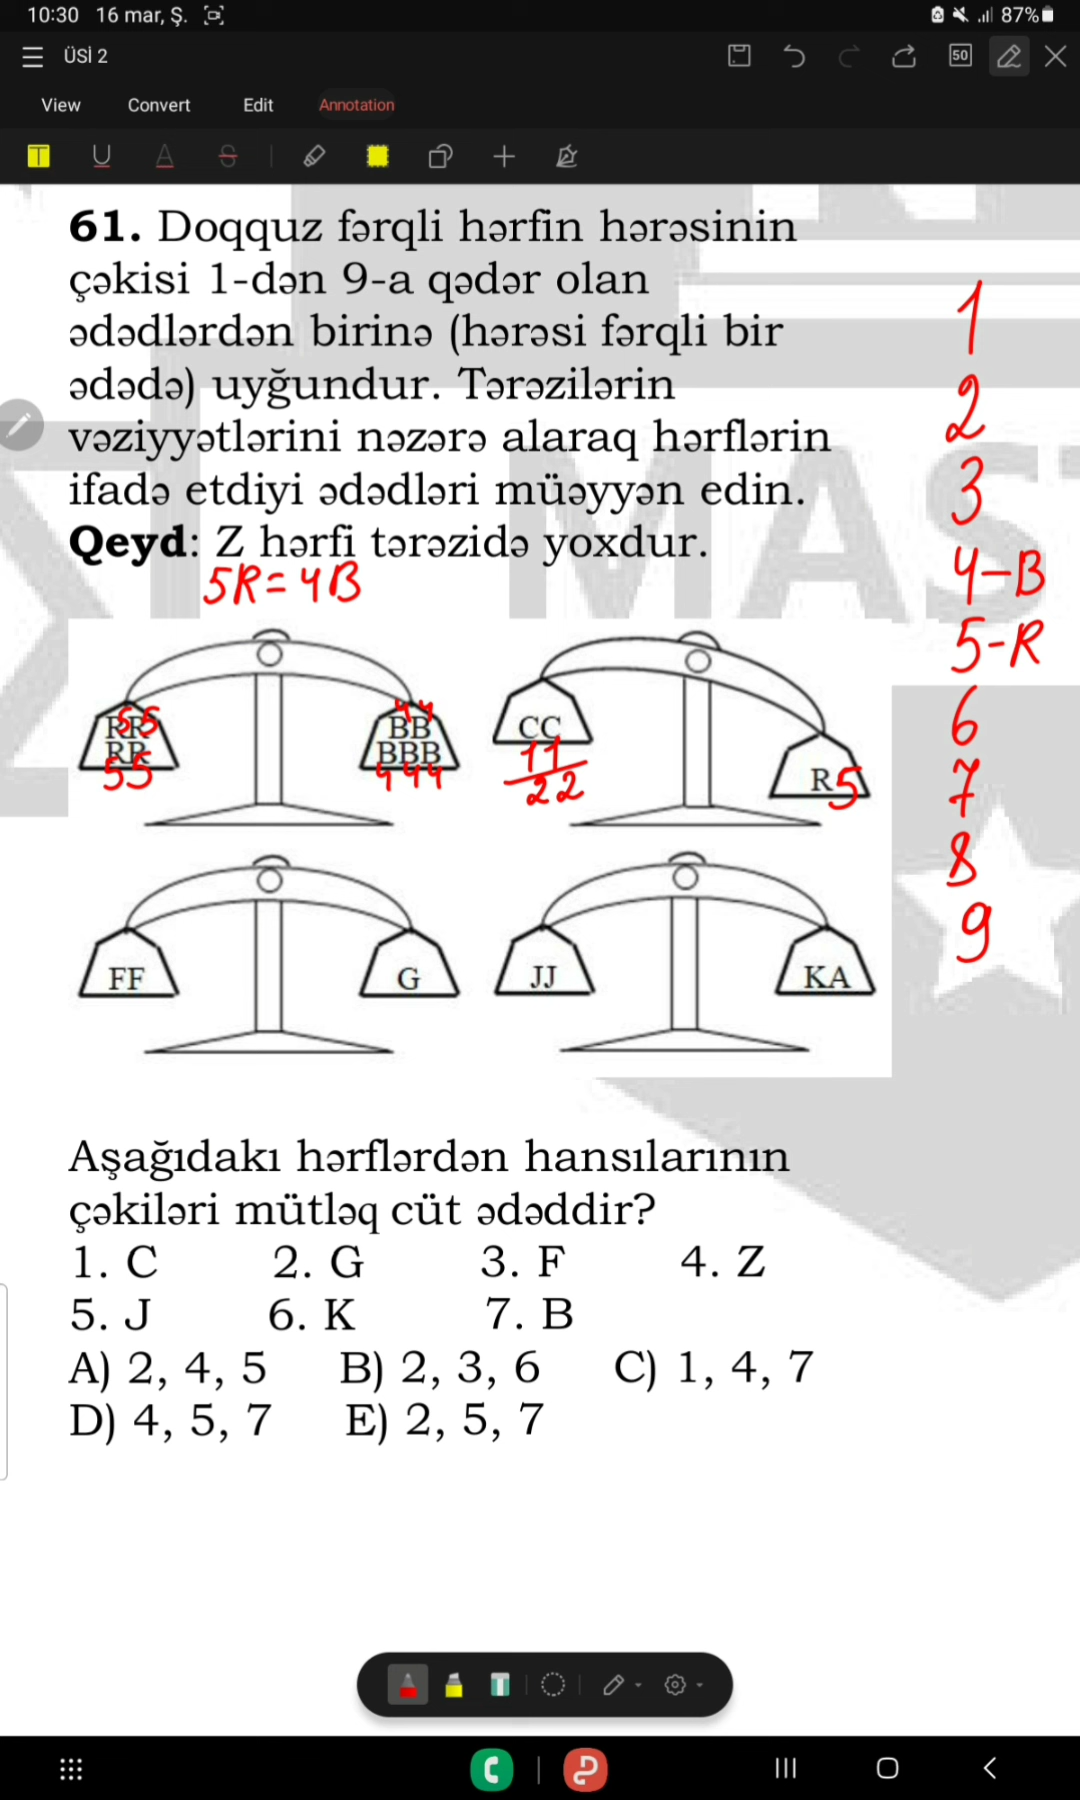 10:30 16 mar, Ş. 87%
ÜSİ 2 50
View Convert Edit Annotation
T U A S
61. Doqquz fərqli hərfin hərəsinin
çəkisi 1-dən 9-a qədər olan
ədədlərdən birinə (hərəsi fərqli bir
ədədə) uyğundur. Tərəzilərin
vəziyyətlərini nəzərə alaraq hərflərin
ifadə etdiyi ədədləri müəyyən edin.
Qeyd: Z hərfi tərəzidə yoxdur.
5R=4B
1
2
3
4-B
5-R
6
7
8
9
MAS
RR 55
RR 55
BB 44
BBB 444
CC
11
22
R 5
FF
G
JJ
KA
Aşağıdakı hərflərdən hansılarının
çəkiləri mütləq cüt ədəddir?
1. C 2. G 3. F 4. Z
5. J 6. K 7. B
A) 2, 4, 5 B) 2, 3, 6 C) 1, 4, 7
D) 4, 5, 7 E) 2, 5, 7